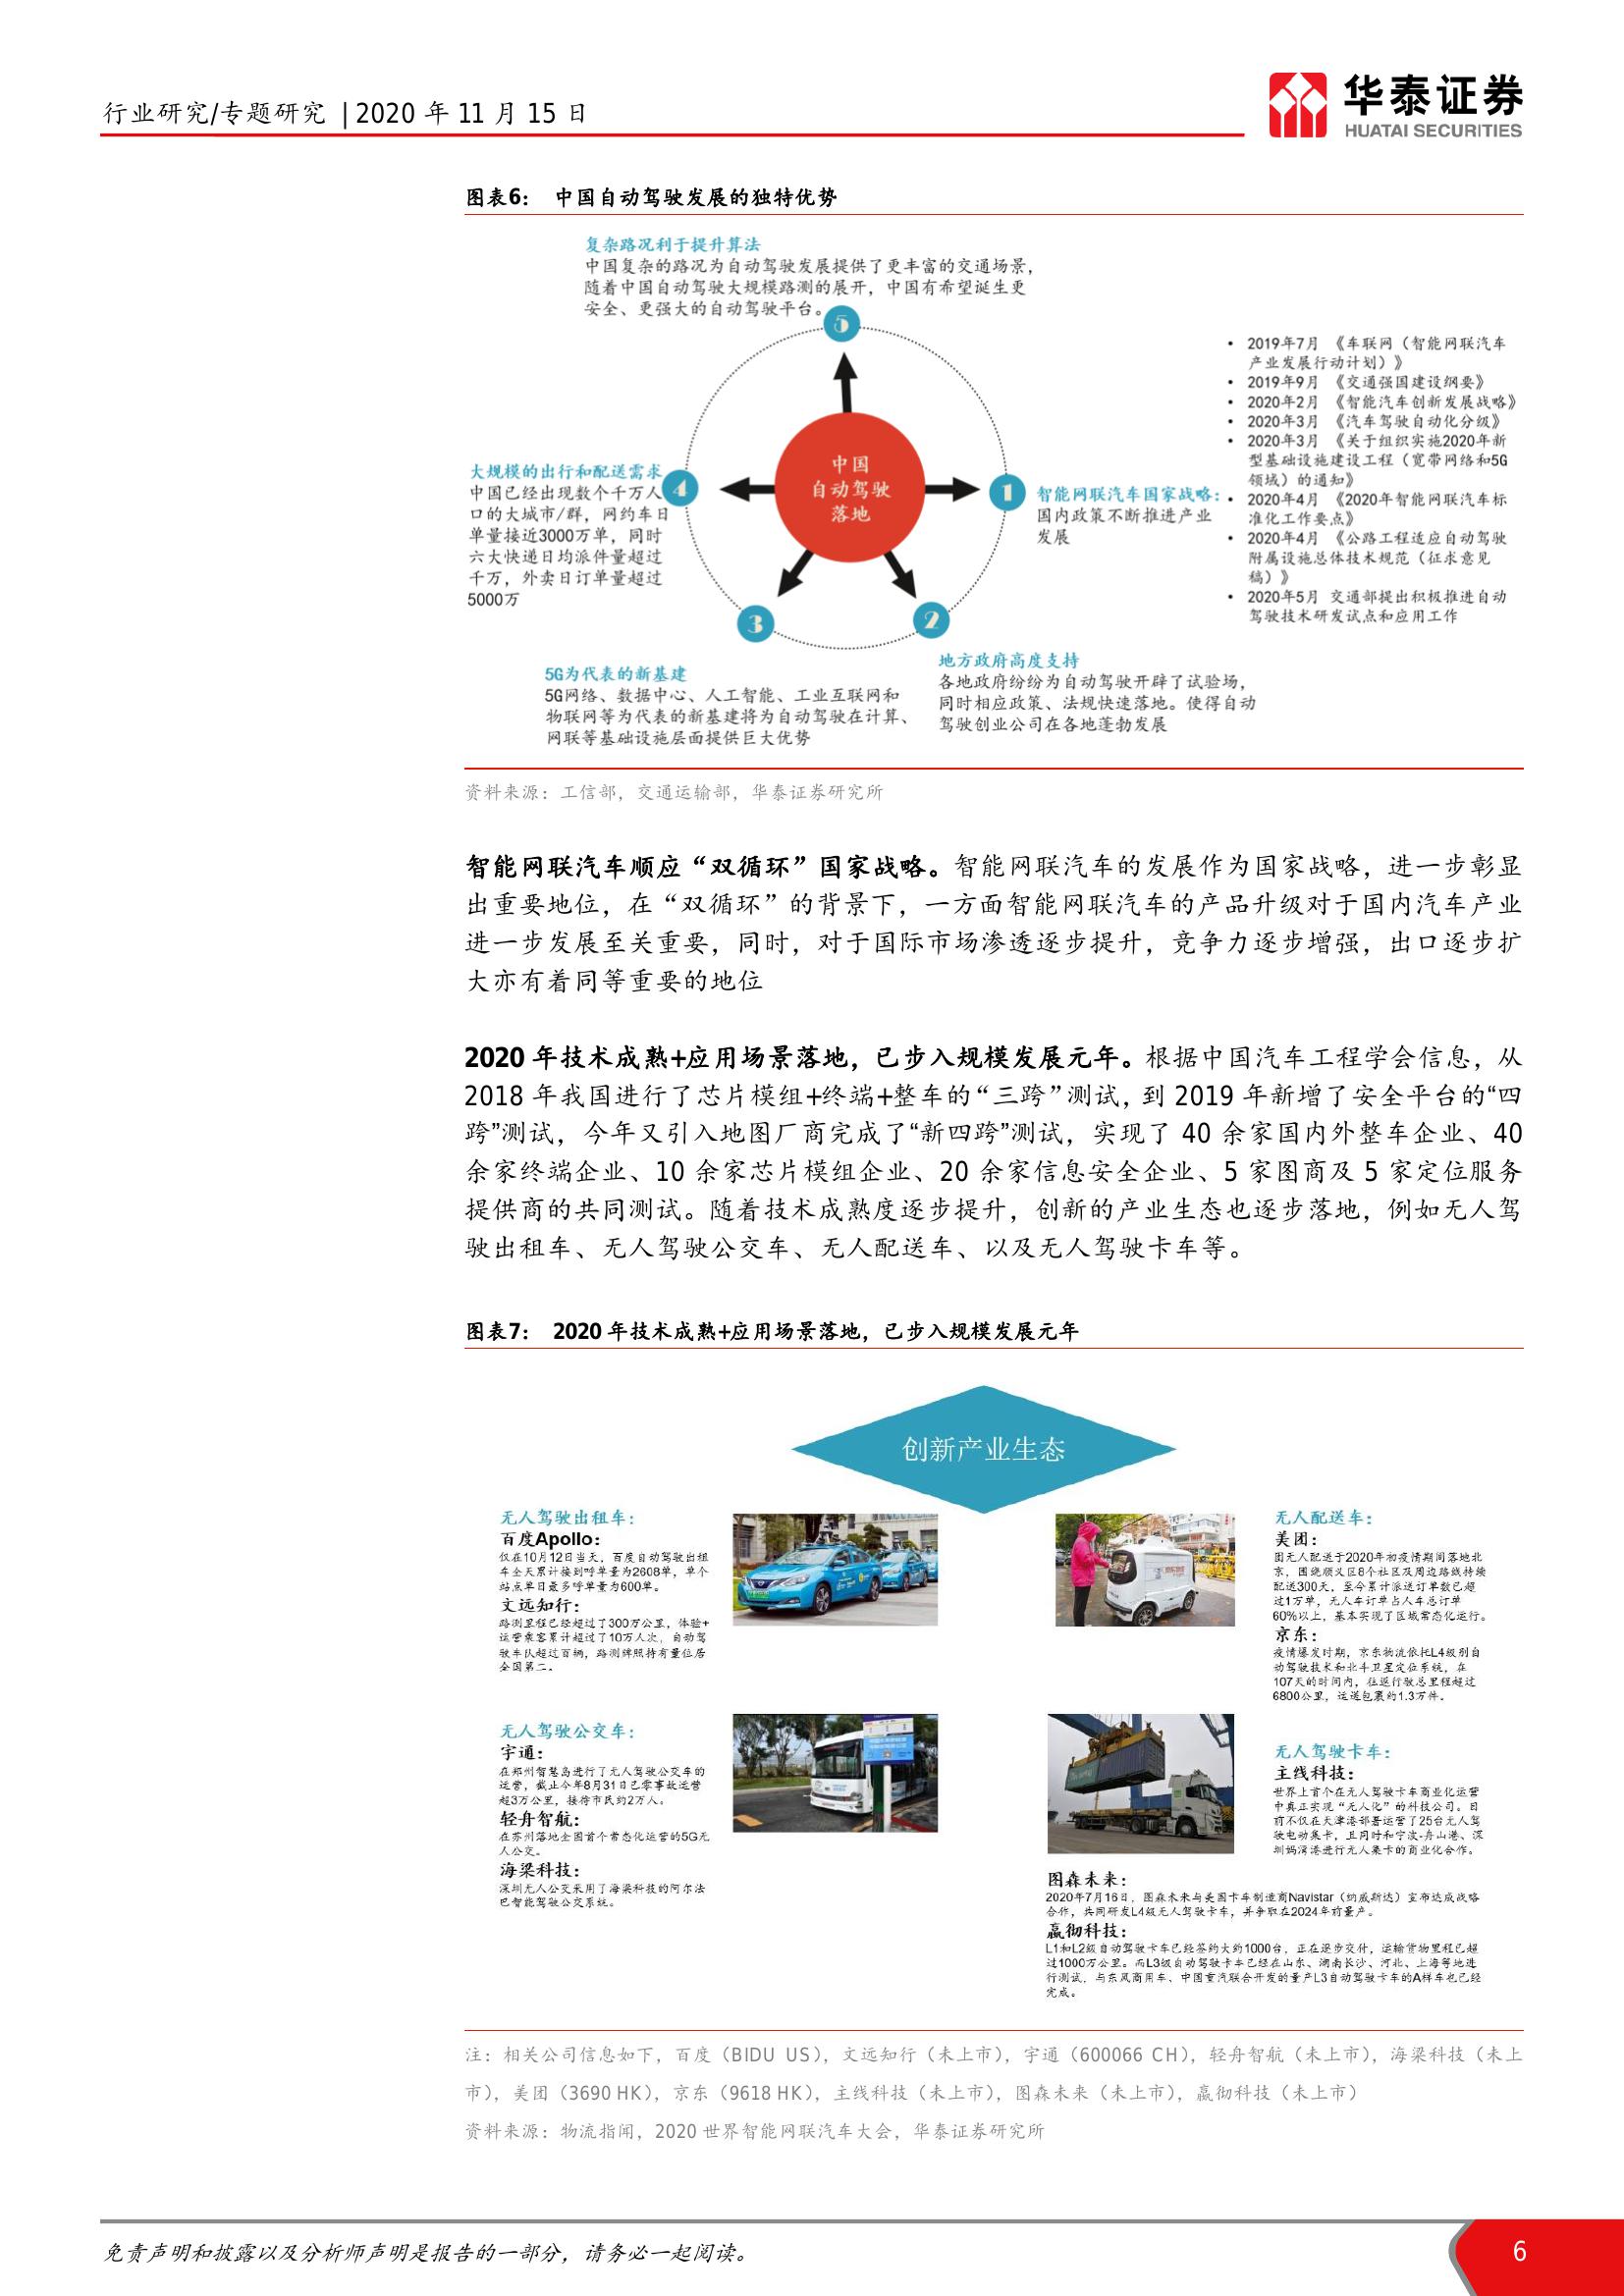 行业研究/专题研究 | 2020 年 11 月 15 日
华泰证券
HUATAI SECURITIES
图表6： 中国自动驾驶发展的独特优势
复杂路况利于提升算法
中国复杂的路况为自动驾驶发展提供了更丰富的交通场景，
随着中国自动驾驶大规模路测的展开，中国有希望诞生更
安全、更强大的自动驾驶平台。
5
大规模的出行和配送需求
中国已经出现数个千万人
口的大城市/群，网约车日
单量接近3000万单，同时
六大快递日均派件量超过
千万，外卖日订单量超过
5000万
4
中国
自动驾驶
落地
1
智能网联汽车国家战略：
国内政策不断推进产业
发展
• 2019年7月 《车联网（智能网联汽车
产业发展行动计划）》
• 2019年9月 《交通强国建设纲要》
• 2020年2月 《智能汽车创新发展战略》
• 2020年3月 《汽车驾驶自动化分级》
• 2020年3月 《关于组织实施2020年新
型基础设施建设工程（宽带网络和5G
领域）的通知》
• 2020年4月 《2020年智能网联汽车标
准化工作要点》
• 2020年4月 《公路工程适应自动驾驶
附属设施总体技术规范（征求意见
稿）》
• 2020年5月 交通部提出积极推进自动
驾驶技术研发试点和应用工作
3
2
5G为代表的新基建
5G网络、数据中心、人工智能、工业互联网和
物联网等为代表的新基建将为自动驾驶在计算、
网联等基础设施层面提供巨大优势
地方政府高度支持
各地政府纷纷为自动驾驶开辟了试验场，
同时相应政策、法规快速落地。使得自动
驾驶创业公司在各地蓬勃发展
资料来源：工信部，交通运输部，华泰证券研究所
智能网联汽车顺应“双循环”国家战略。智能网联汽车的发展作为国家战略，进一步彰显
出重要地位，在“双循环”的背景下，一方面智能网联汽车的产品升级对于国内汽车产业
进一步发展至关重要，同时，对于国际市场渗透逐步提升，竞争力逐步增强，出口逐步扩
大亦有着同等重要的地位
2020 年技术成熟+应用场景落地，已步入规模发展元年。根据中国汽车工程学会信息，从
2018 年我国进行了芯片模组+终端+整车的“三跨”测试，到 2019 年新增了安全平台的“四
跨”测试，今年又引入地图厂商完成了“新四跨”测试，实现了 40 余家国内外整车企业、40
余家终端企业、10 余家芯片模组企业、20 余家信息安全企业、5 家图商及 5 家定位服务
提供商的共同测试。随着技术成熟度逐步提升，创新的产业生态也逐步落地，例如无人驾
驶出租车、无人驾驶公交车、无人配送车、以及无人驾驶卡车等。
图表7： 2020 年技术成熟+应用场景落地，已步入规模发展元年
创新产业生态
无人驾驶出租车：
百度Apollo：
仅在10月12日当天，百度自动驾驶出租
车全天累计接到呼单量为2608单，单个
站点单日最多呼单量为600单。
文远知行：
路测里程已经超过了300万公里，体验+
运营乘客累计超过了10万人次，自动驾
驶车队超过百辆，路测牌照持有量位居
全国第二。
无人配送车：
美团：
团无人配送于2020年初疫情期间落地北
京，围绕顺义区8个社区及周边路线持续
配送300天，至今累计派送订单数已超
过1万单，无人车订单占人车总订单
60%以上，基本实现了区域常态化运行。
京东：
疫情爆发时期，京东物流依托L4级别自
动驾驶技术和北斗卫星定位系统，在
107天的时间内，往返行驶总里程超过
6800公里，运送包裹约1.3万件。
无人驾驶公交车：
宇通：
在郑州智慧岛进行了无人驾驶公交车的
运营，截止今年8月31日已零事故运营
超3万公里，接待市民约2万人。
轻舟智航：
在苏州落地全国首个常态化运营的5G无
人公交。
海梁科技：
深圳无人公交采用了海梁科技的阿尔法
巴智能驾驶公交系统。
无人驾驶卡车：
主线科技：
世界上首个在无人驾驶卡车商业化运营
中真正实现“无人化”的科技公司。目
前不仅在天津港部署运营了25台无人驾
驶电动集卡，且同时和宁波-舟山港、深
圳妈湾港进行无人集卡的商业化合作。
图森未来：
2020年7月16日，图森未来与美国卡车制造商Navistar（纳威斯达）宣布达成战略
合作，共同研发L4级无人驾驶卡车，并争取在2024年前量产。
嬴彻科技：
L1和L2级自动驾驶卡车已经签约大约1000台，正在逐步交付，运输货物里程已超
过1000万公里。而L3级自动驾驶卡车已经在山东、湖南长沙、河北、上海等地进
行测试，与东风商用车、中国重汽联合开发的量产L3自动驾驶卡车的A样车也已经
完成。
注：相关公司信息如下，百度（BIDU US），文远知行（未上市），宇通（600066 CH），轻舟智航（未上市），海梁科技（未上
市），美团（3690 HK），京东（9618 HK），主线科技（未上市），图森未来（未上市），嬴彻科技（未上市）
资料来源：物流指闻，2020 世界智能网联汽车大会，华泰证券研究所
免责声明和披露以及分析师声明是报告的一部分，请务必一起阅读。
6